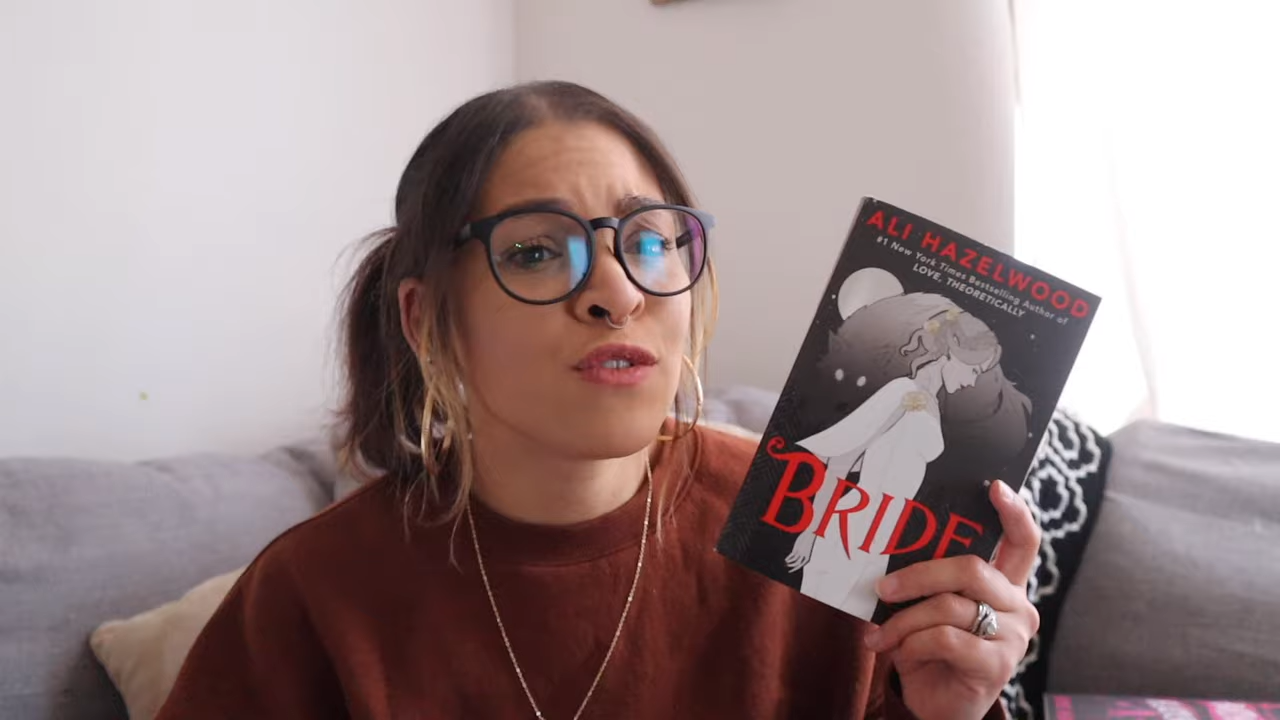 ALI HAZELWOOD
#1 New York Times Bestselling Author of
LOVE, THEORETICALLY
BRIDE